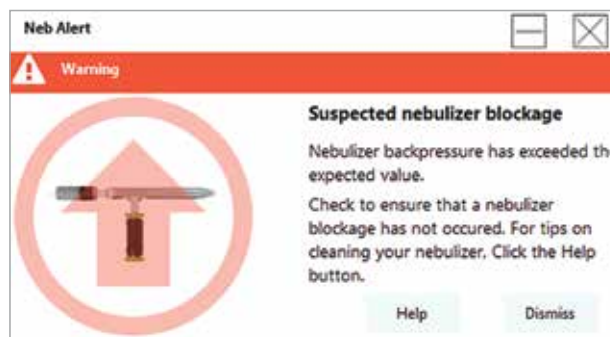 Neb Alert
Warning
Suspected nebulizer blockage
Nebulizer backpressure has exceeded th
expected value.
Check to ensure that a nebulizer
blockage has not occured. For tips on
cleaning your nebulizer, Click the Help
button.
Help
Dismiss